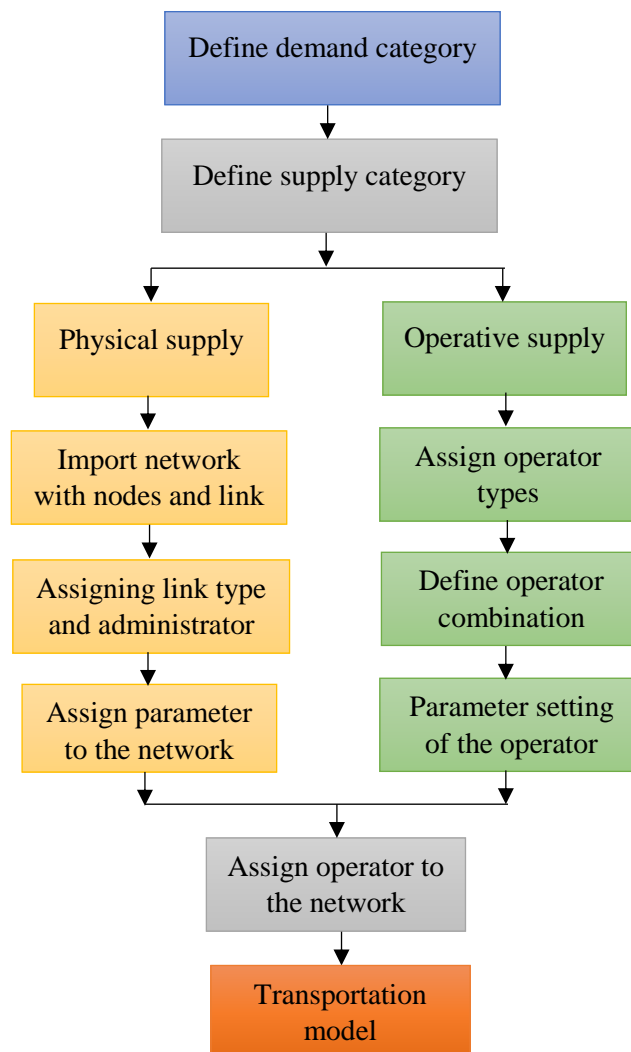 Define demand category
Define supply category
Physical supply
Operative supply
Import network
with nodes and link
Assign operator
types
Assigning link type
and administrator
Define operator
combination
Assign parameter
to the network
Parameter setting
of the operator
Assign operator to
the network
Transportation
model